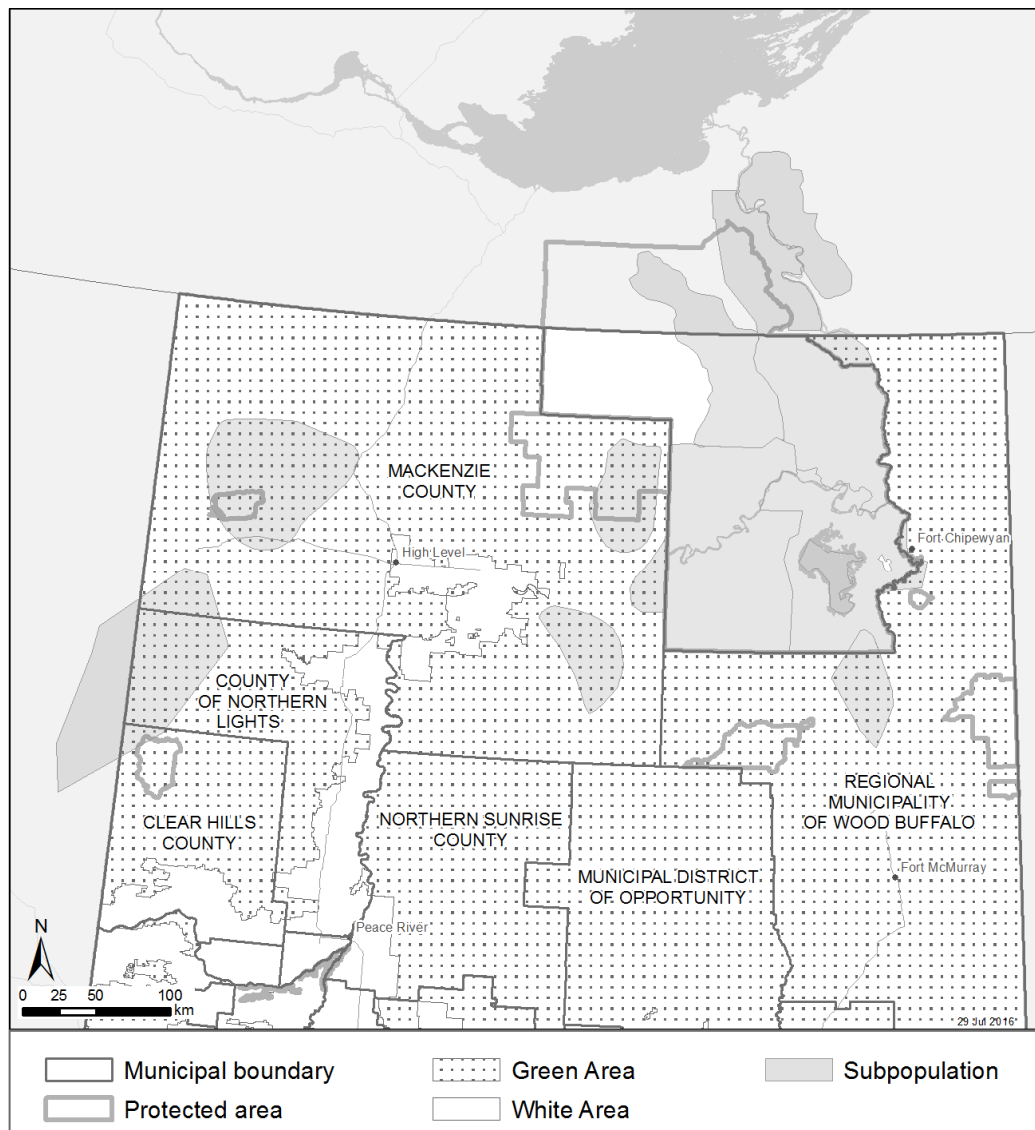 MACKENZIE
COUNTY
High Level
Fort Chipewyan
COUNTY
OF NORTHERN
LIGHTS
CLEAR HILLS
COUNTY
NORTHERN SUNRISE
COUNTY
REGIONAL
MUNICIPALITY
OF WOOD BUFFALO
MUNICIPAL DISTRICT
OF OPPORTUNITY
Fort McMurray
Peace River
N
0 25 50 100
km
29 Jul 2016
Municipal boundary
Green Area
Subpopulation
Protected area
White Area